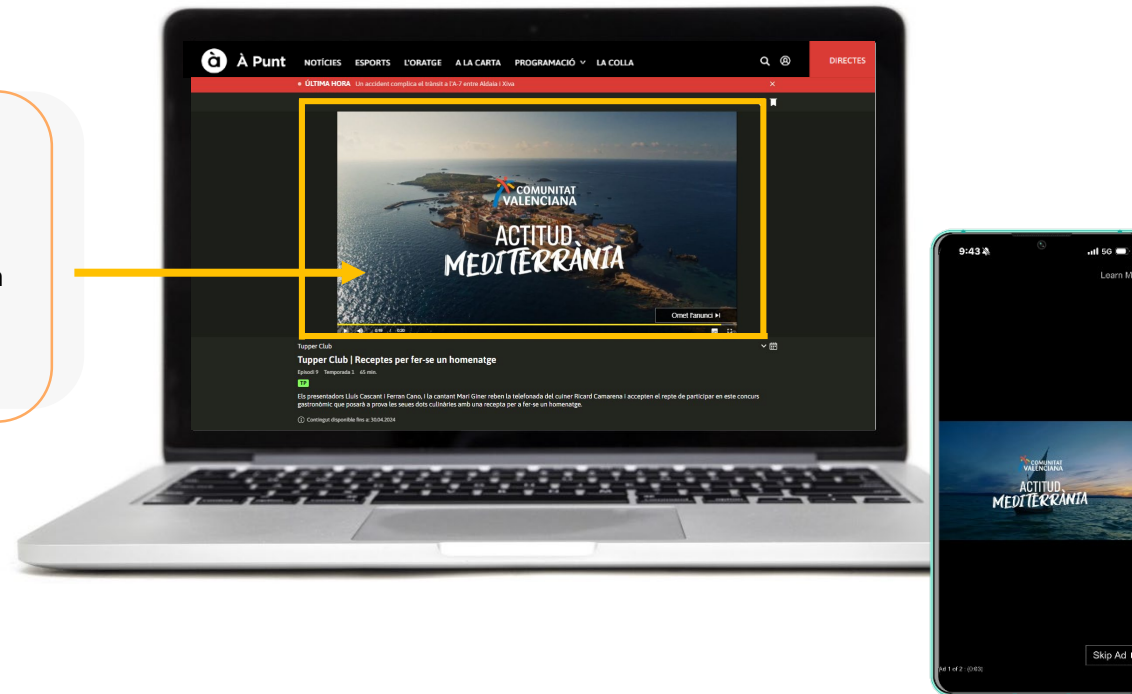 à À Punt NOTÍCIES ESPORTS L'ORATGE A LA CARTA PROGRAMACIÓ LA COLLA DIRECTES
ÚLTIMA HORA Un accident complica el trànsit a l'A-7 entre Aldaia i Xiva
COMUNITAT
VALENCIANA
ACTITUD
MEDITERRÀNIA
Omet l'anunci
0:20
Tupper Club
Tupper Club | Receptes per fer-se un homenatge
Episodi 9 Temporada 1 65 min.
TP
Els presentadors Lluís Cascant i Ferran Cano, i la cantant Mari Giner reben la telefonada del cuiner Ricard Camarena i accepten el repte de participar en este concurs
gastronòmic que posarà a prova les seues dots culinàries amb una recepta per a fer-se un homenatge.
Contingut disponible fins a: 30.04.2024
9:43
5G
Learn M
COMUNITAT
VALENCIANA
ACTITUD
MEDITERRÀNIA
Skip Ad
Ad 1 of 2 : (0:03)